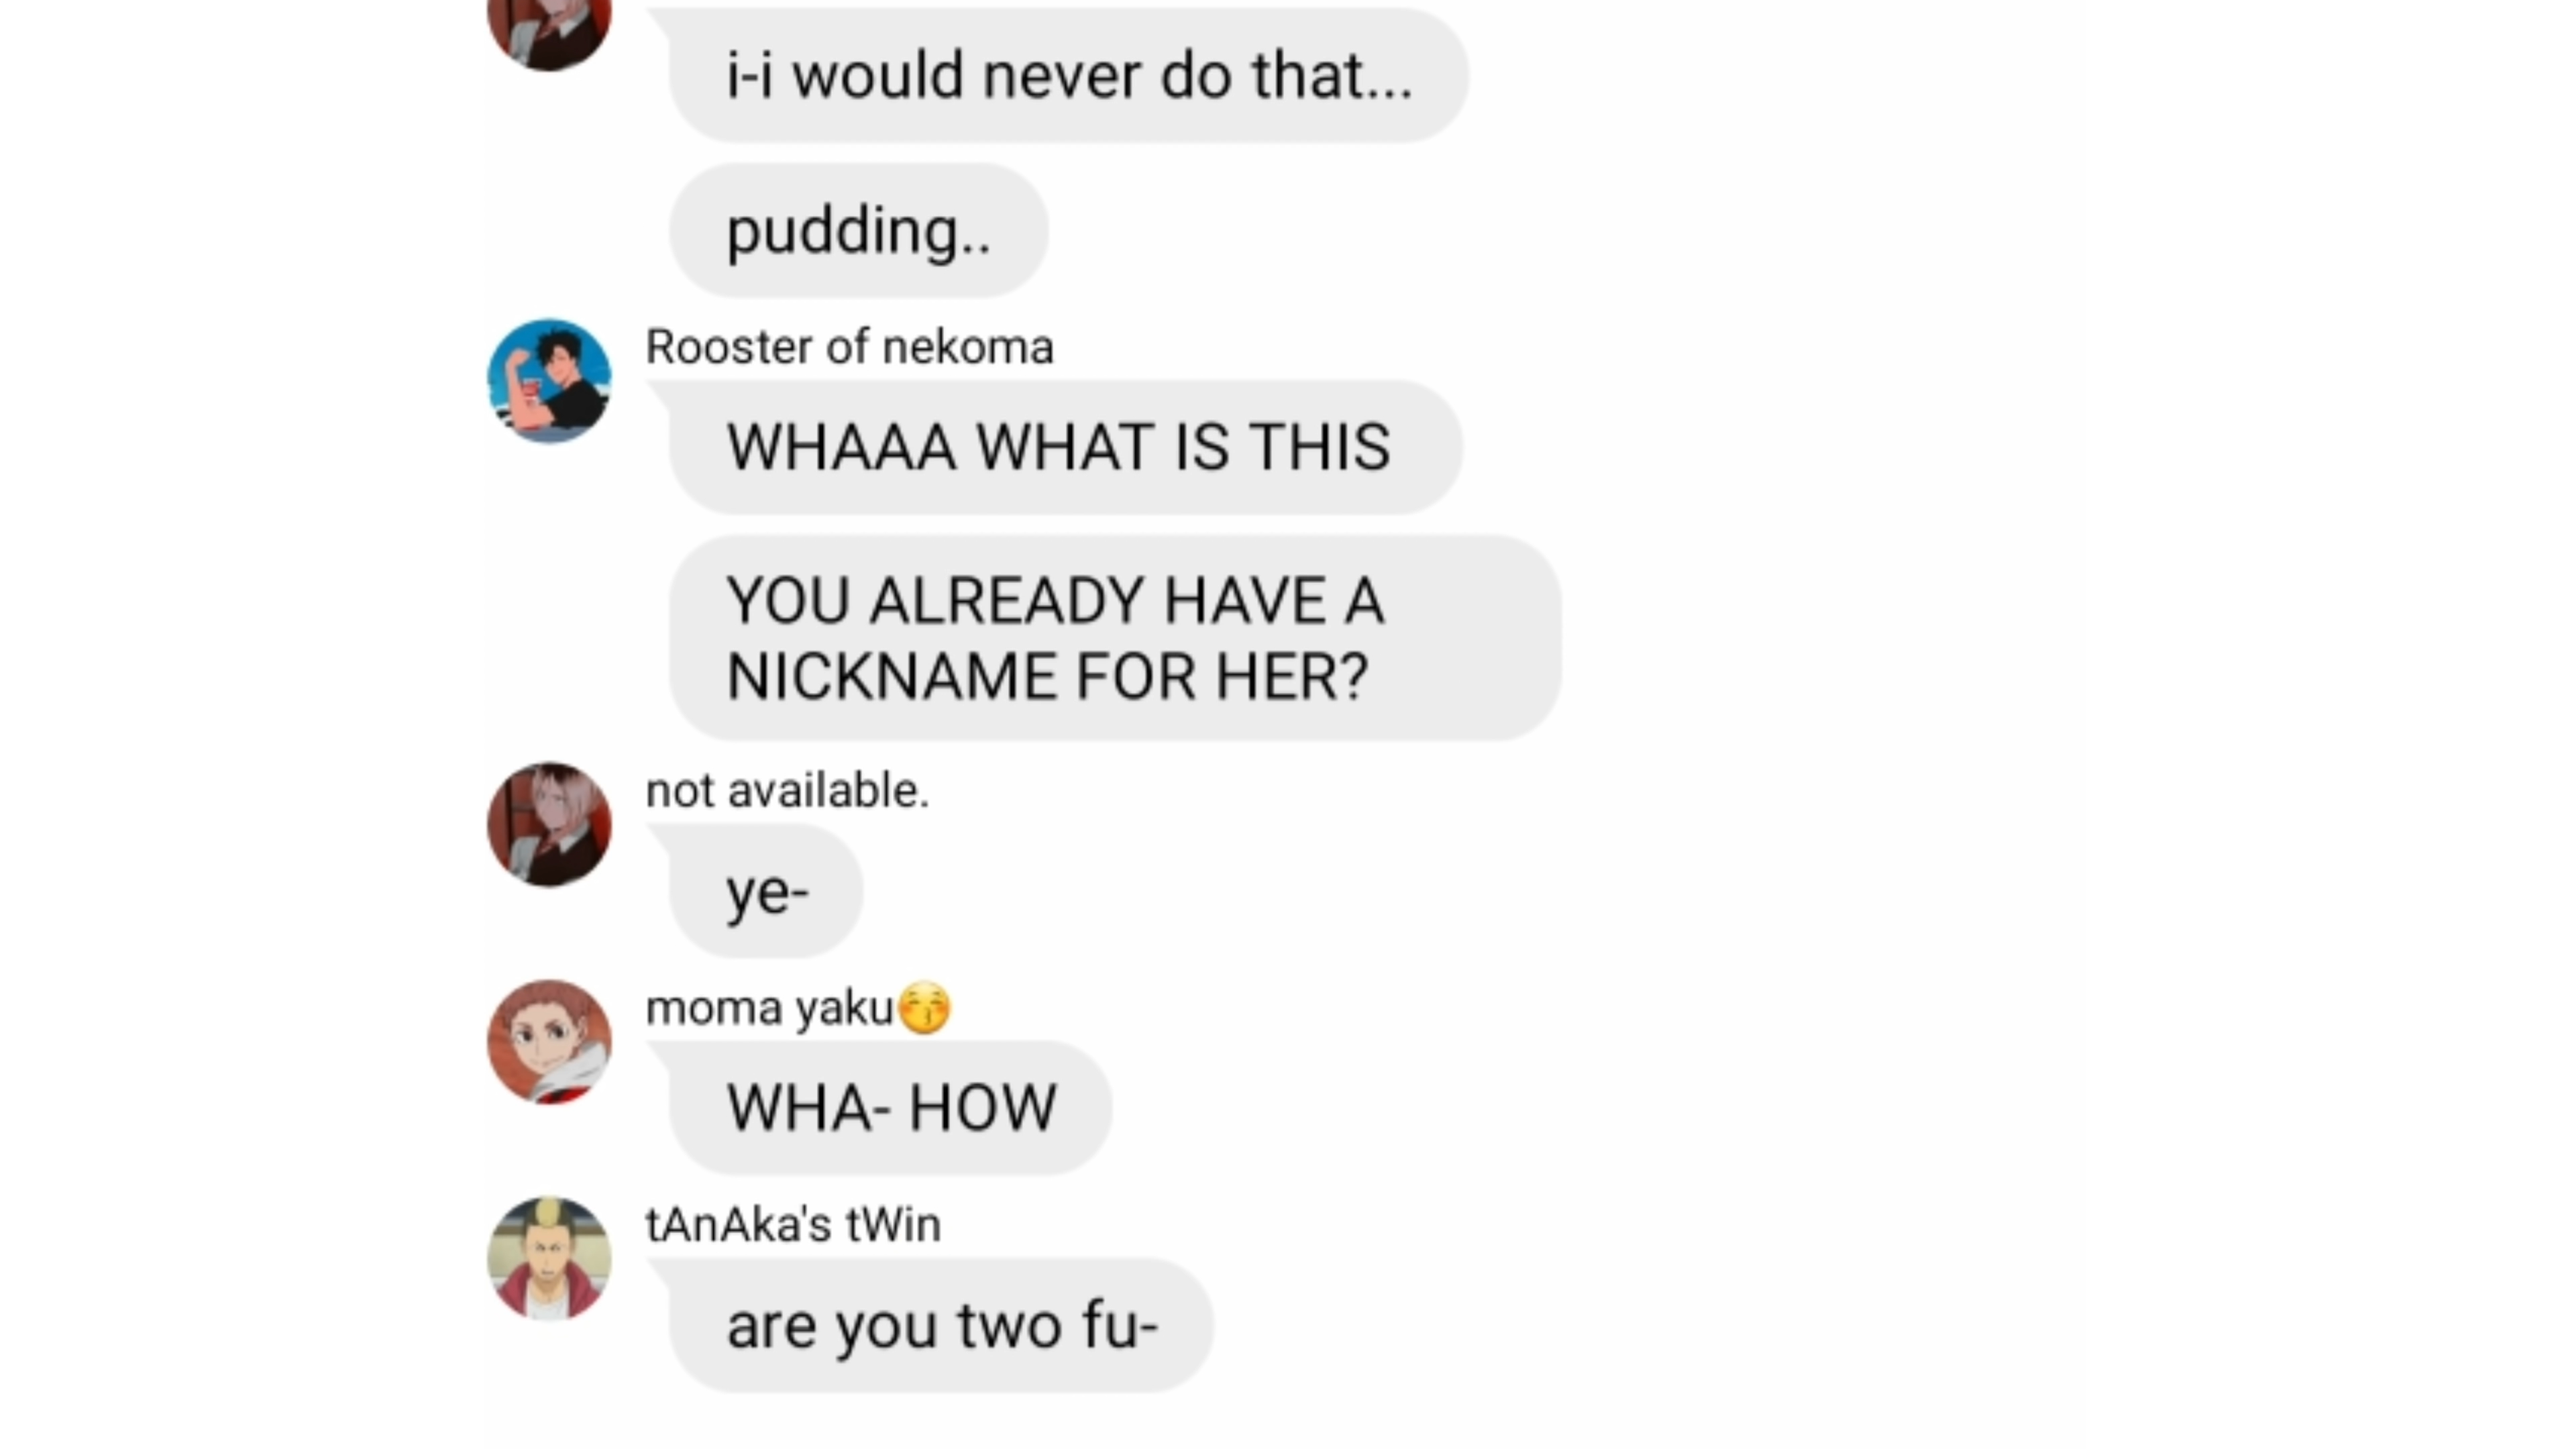 i-i would never do that...
pudding..
Rooster of nekoma
WHAAA WHAT IS THIS
YOU ALREADY HAVE A
NICKNAME FOR HER?
not available.
ye-
moma yaku😚
WHA- HOW
tAnAka's tWin
are you two fu-